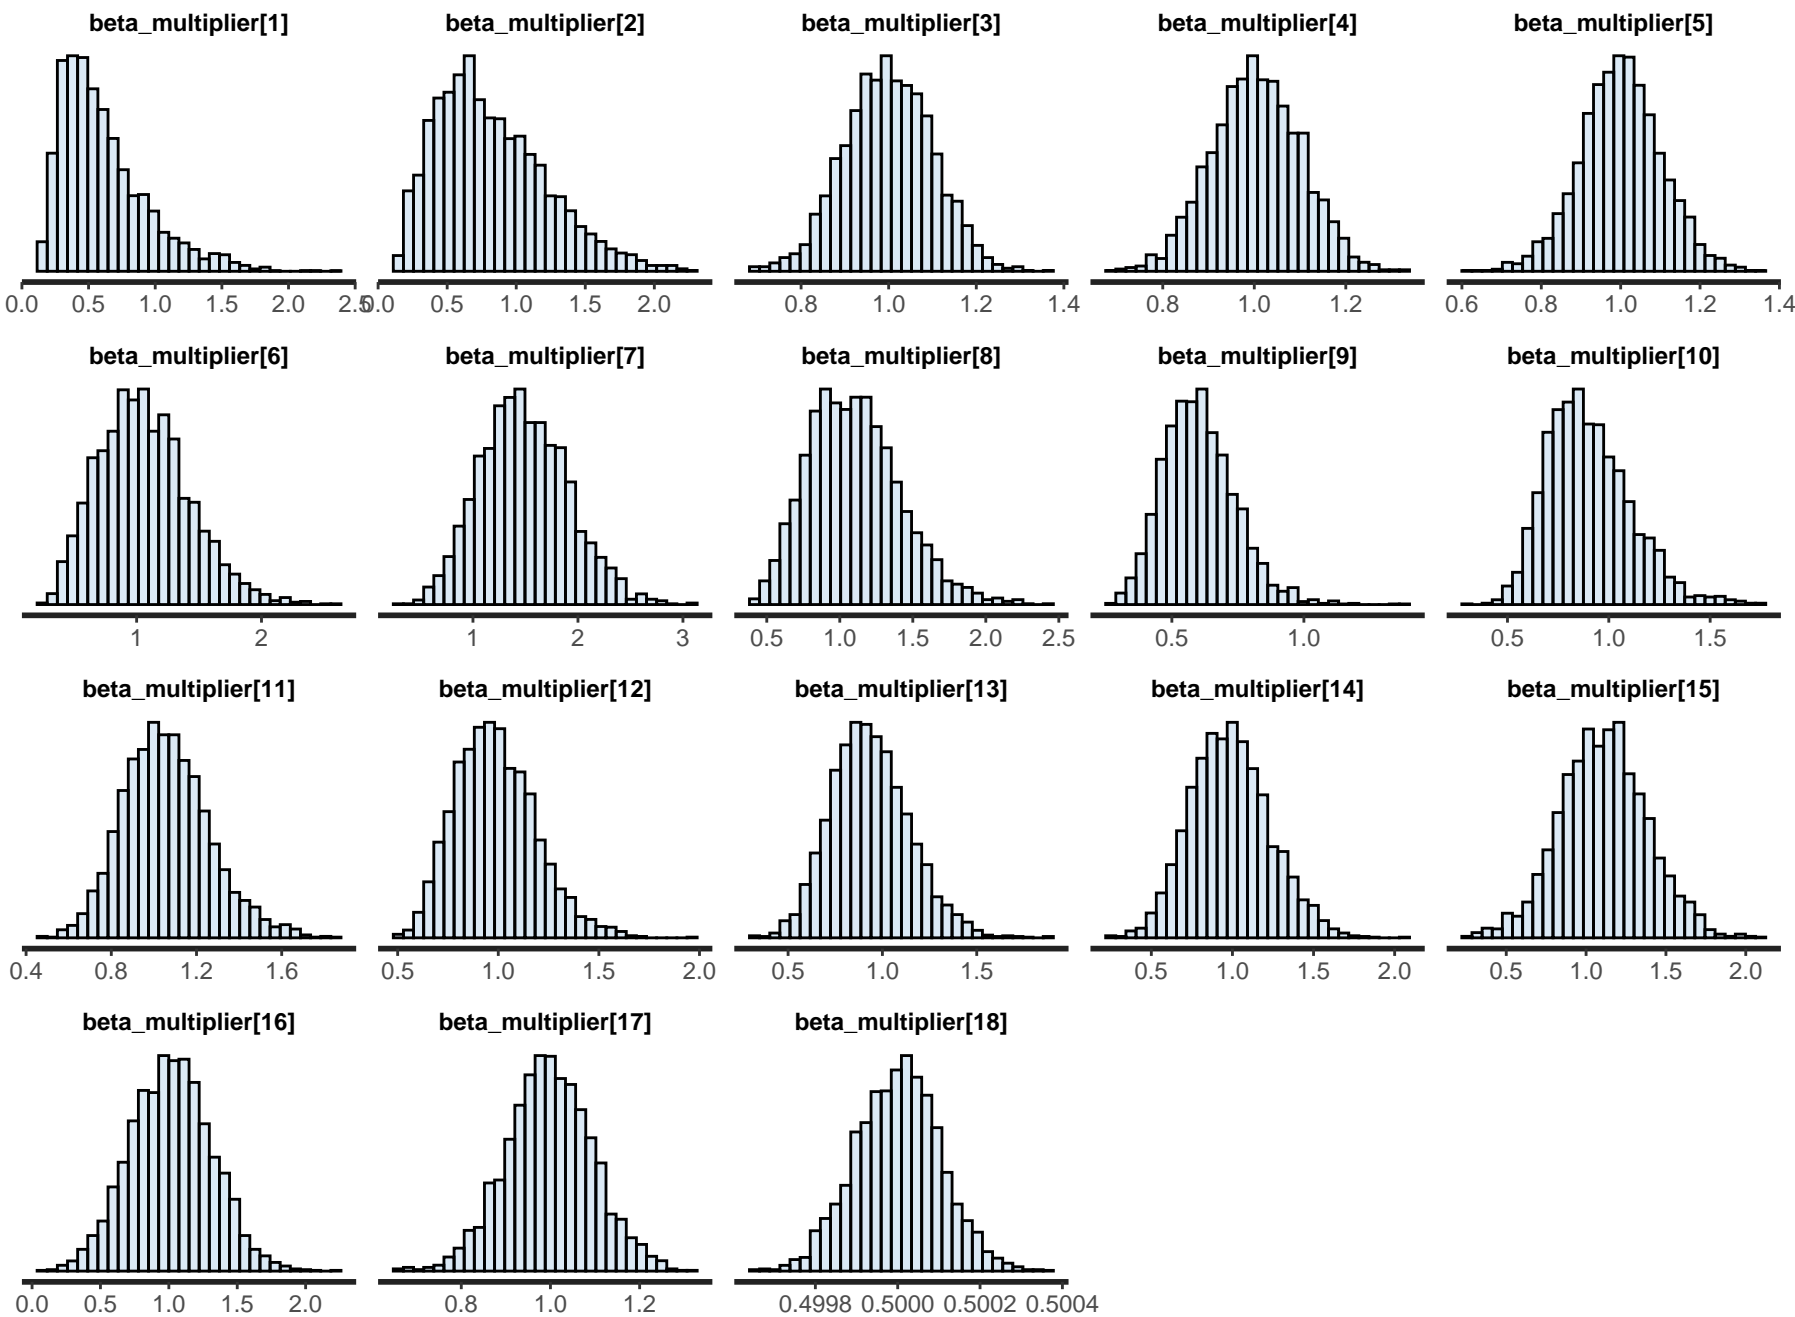 beta_multiplier[1] beta_multiplier[2] beta_multiplier[3] beta_multiplier[4] beta_multiplier[5]
0.0 0.5 1.0 1.5 2.0 2.5 0.0 0.5 1.0 1.5 2.0 0.8 1.0 1.2 1.4 0.8 1.0 1.2 0.6 0.8 1.0 1.2 1.4
beta_multiplier[6] beta_multiplier[7] beta_multiplier[8] beta_multiplier[9] beta_multiplier[10]
1 2 1 2 3 0.5 1.0 1.5 2.0 2.5 0.5 1.0 0.5 1.0 1.5
beta_multiplier[11] beta_multiplier[12] beta_multiplier[13] beta_multiplier[14] beta_multiplier[15]
0.4 0.8 1.2 1.6 0.5 1.0 1.5 2.0 0.5 1.0 1.5 0.5 1.0 1.5 2.0 0.5 1.0 1.5 2.0
beta_multiplier[16] beta_multiplier[17] beta_multiplier[18]
0.0 0.5 1.0 1.5 2.0 0.8 1.0 1.2 0.4998 0.5000 0.5002 0.5004